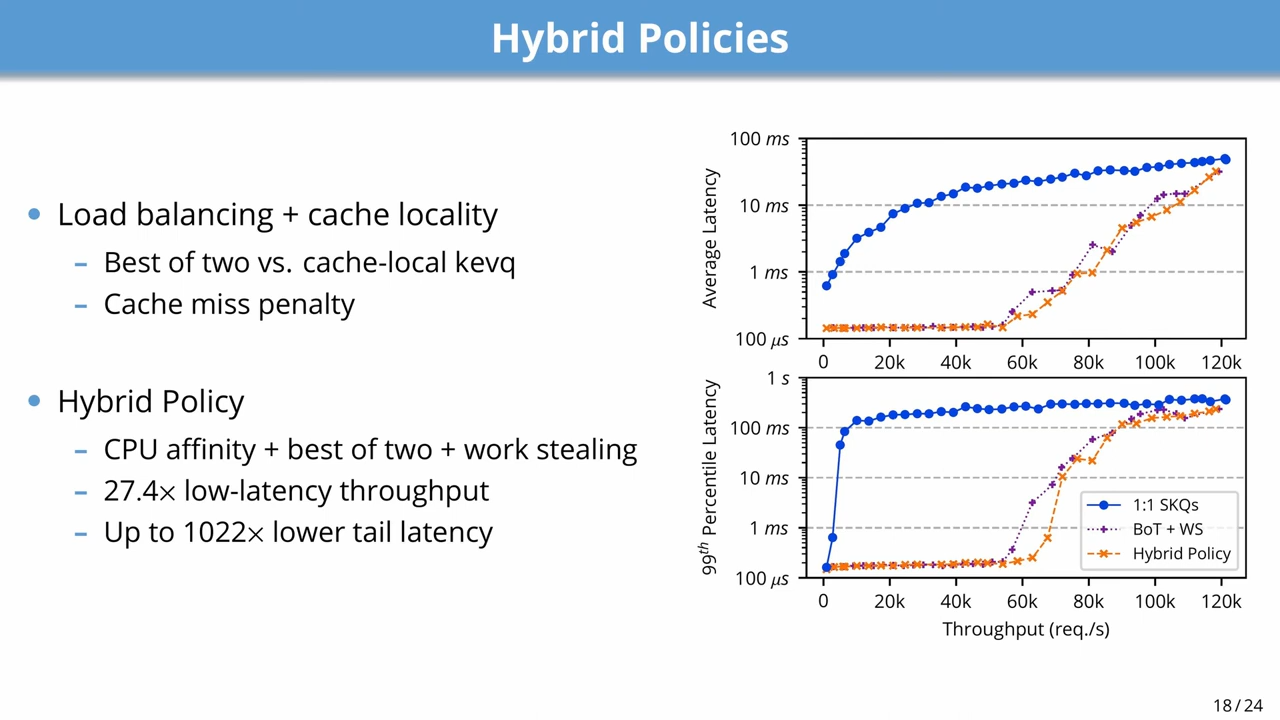 Hybrid Policies
• Load balancing + cache locality
– Best of two vs. cache-local kevq
– Cache miss penalty
• Hybrid Policy
– CPU affinity + best of two + work stealing
– 27.4× low-latency throughput
– Up to 1022× lower tail latency
Average Latency
100 ms
10 ms
1 ms
100 μs
0 20k 40k 60k 80k 100k 120k
99th Percentile Latency
1 s
100 ms
10 ms
1 ms
100 μs
1:1 SKQs
BoT + WS
Hybrid Policy
0 20k 40k 60k 80k 100k 120k
Throughput (req./s)
18 / 24